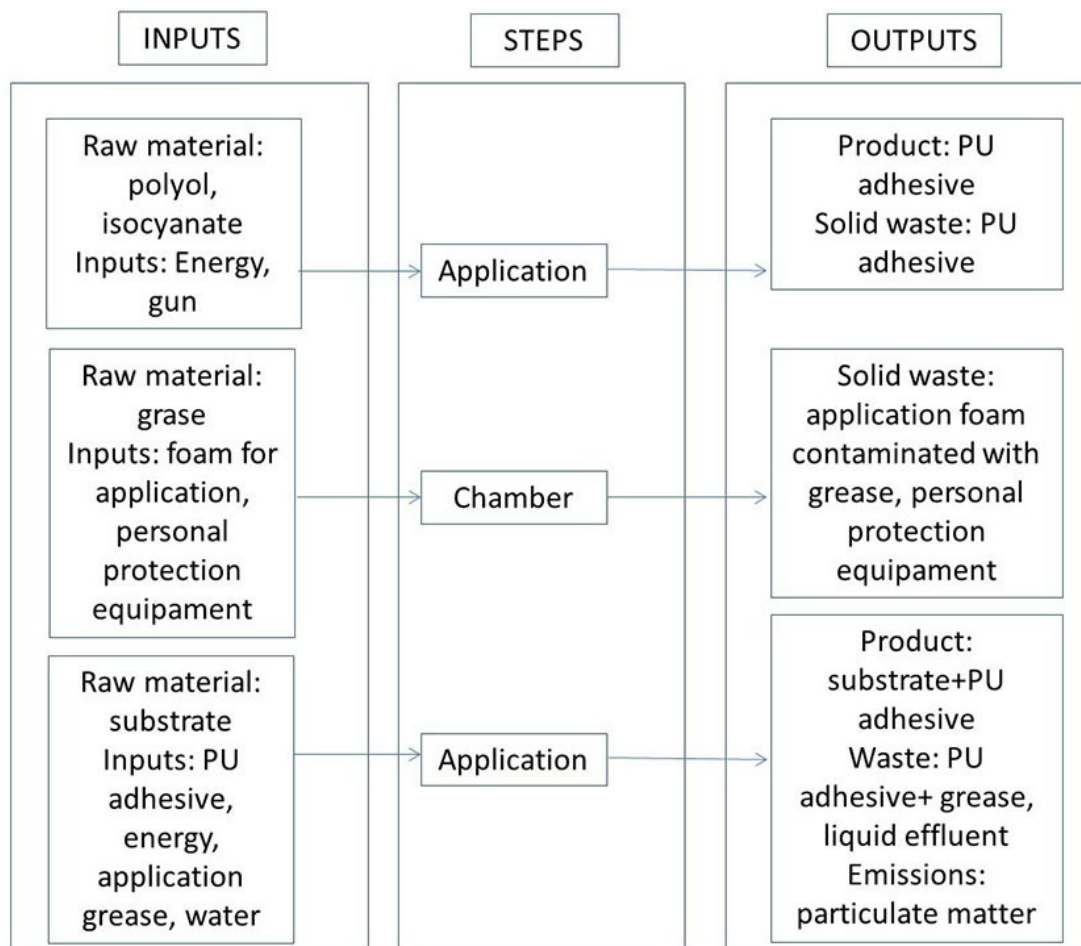 INPUTS
STEPS
OUTPUTS
Raw material:
polyol,
isocyanate
Inputs: Energy,
gun
Application
Product: PU
adhesive
Solid waste: PU
adhesive
Raw material:
grase
Inputs: foam for
application,
personal
protection
equipament
Chamber
Solid waste:
application foam
contaminated with
grease, personal
protection
equipament
Raw material:
substrate
Inputs: PU
adhesive,
energy,
application
grease, water
Application
Product:
substrate+PU
adhesive
Waste: PU
adhesive+ grease,
liquid effluent
Emissions:
particulate matter